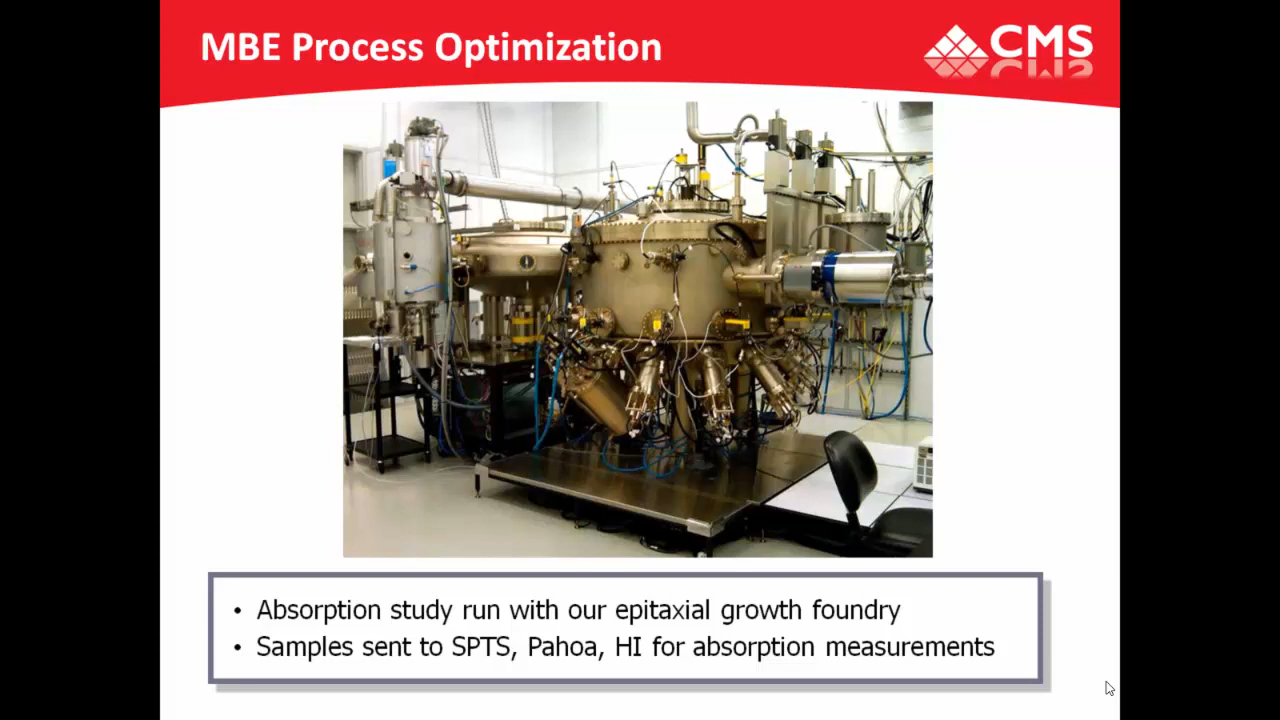 MBE Process Optimization
CMS
• Absorption study run with our epitaxial growth foundry
• Samples sent to SPTS, Pahoa, HI for absorption measurements